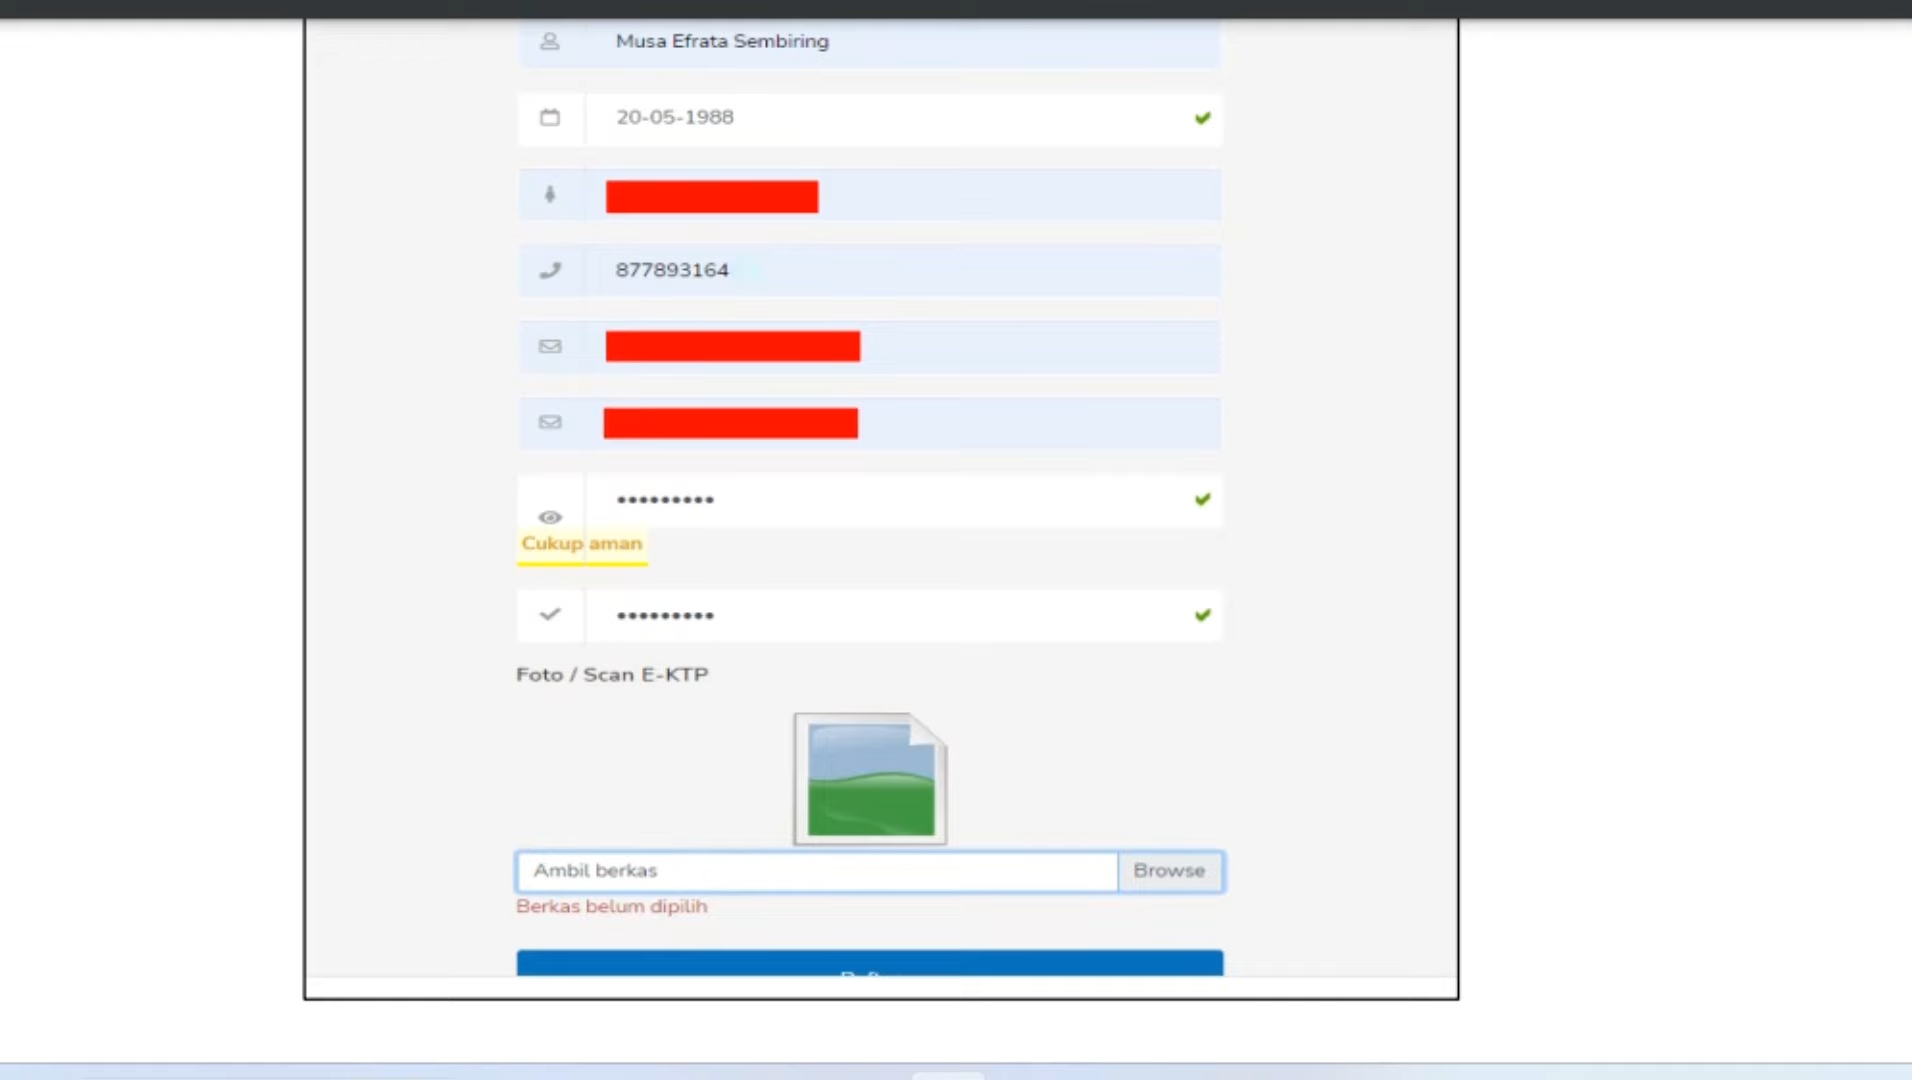 Musa Efrata Sembiring
20-05-1988
877893164
•••••••••
Cukup aman
•••••••••
Foto / Scan E-KTP
Ambil berkas
Browse
Berkas belum dipilih